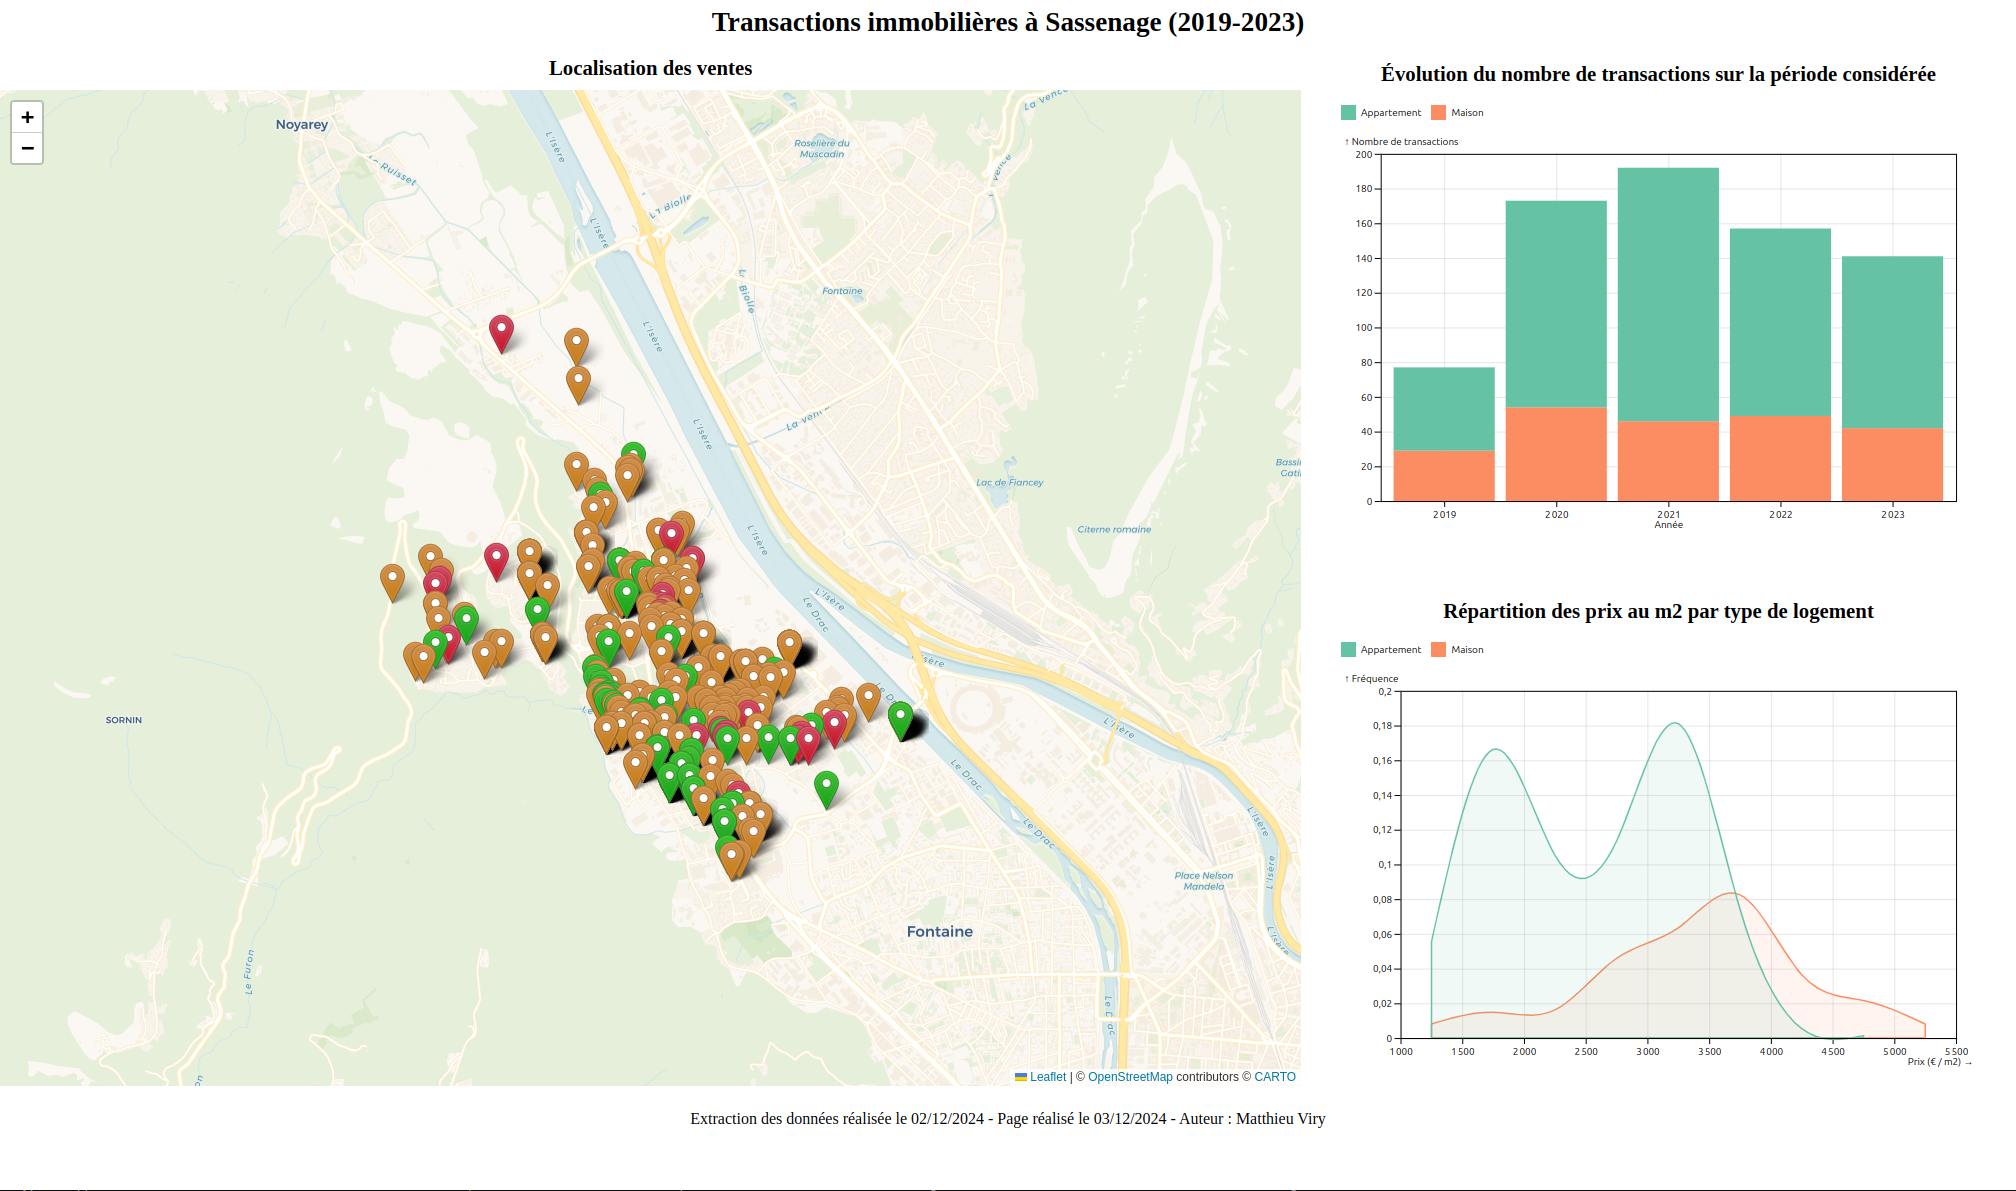 Transactions immobilières à Sassenage (2019-2023)
Localisation des ventes
+
−
Noyarey
Le Ruisset
L'Isère
La Vence
Roselière du
Muscadin
La Biolle
L'Isère
Fontaine
L'Isère
La vence
L'Isère
Lac de Fiancey
Citerne romaine
L'Isère
L'Isère
Le Drac
SORNIN
L'Isère
Le Drac
Le Drac
L'Isère
Place Nelson
Mandela
L'Isère
Fontaine
L'Isère
Le Furon
Leaflet | © OpenStreetMap contributors © CARTO
Évolution du nombre de transactions sur la période considérée
Appartement Maison
↑ Nombre de transactions
200
180
160
140
120
100
80
60
40
20
0
2019 2020 2021 2022 2023
Année
Répartition des prix au m2 par type de logement
Appartement Maison
↑ Fréquence
0,2
0,18
0,16
0,14
0,12
0,1
0,08
0,06
0,04
0,02
0
1 000 1 500 2 000 2 500 3 000 3 500 4 000 4 500 5 000 5 500
Prix (€ / m2) →
Extraction des données réalisée le 02/12/2024 - Page réalisé le 03/12/2024 - Auteur : Matthieu Viry